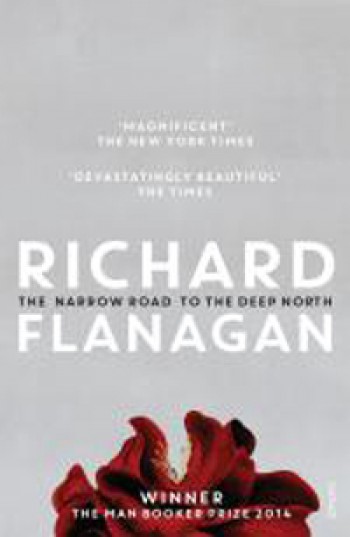 'MAGNIFICENT'
THE NEW YORK TIMES
'DEVASTATINGLY BEAUTIFUL'
THE TIMES
RICHARD
THE NARROW ROAD TO THE DEEP NORTH
FLANAGAN
WINNER
THE MAN BOOKER PRIZE 2014